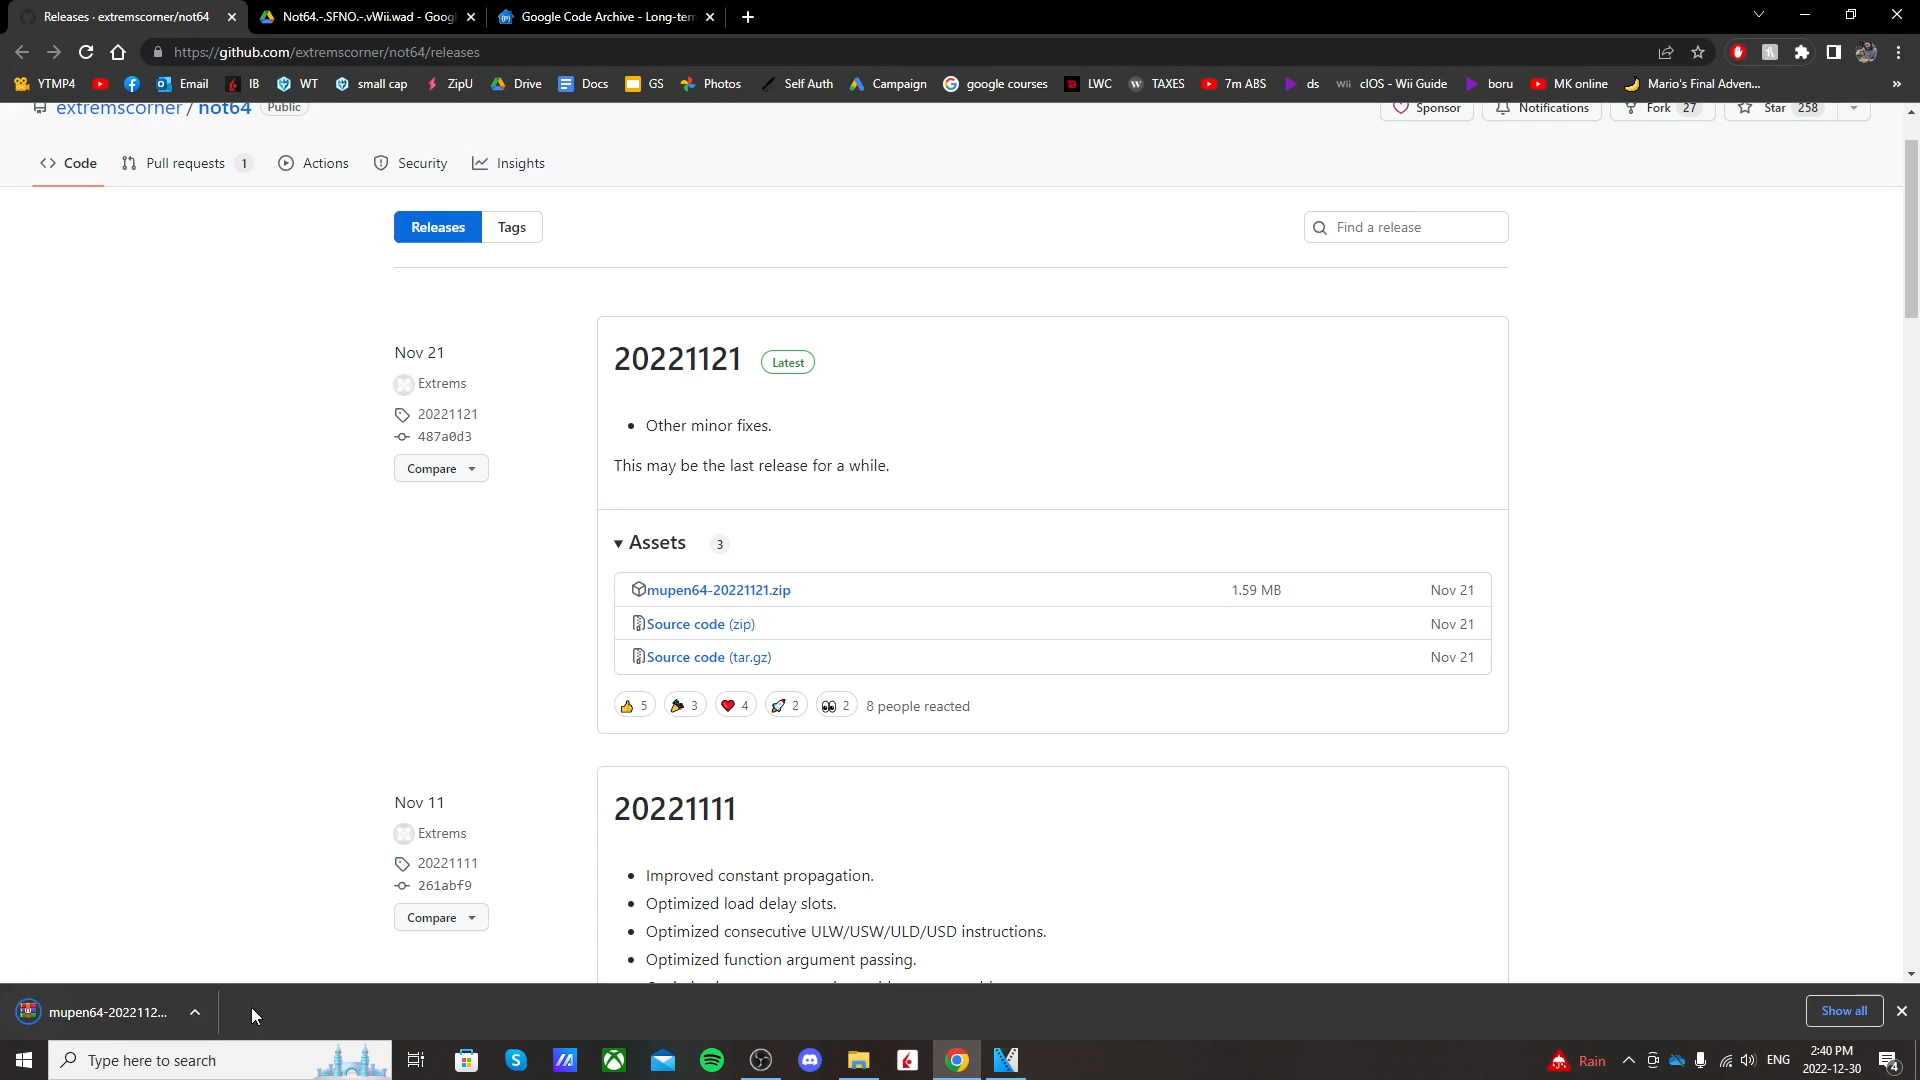 Releases · extremscorner/not64
Not64.-.SFNO.-.vWii.wad - Googl
Google Code Archive - Long-term
https://github.com/extremscorner/not64/releases
YTMP4
Email
IB
WT
small cap
ZipU
Drive
Docs
GS
Photos
Self Auth
Campaign
google courses
LWC
TAXES
7m ABS
ds
Wii
cIOS - Wii Guide
boru
MK online
Mario's Final Adven...
»
extremscorner / not64
Public
Sponsor
Notifications
Fork 27
Star 258
Code
Pull requests 1
Actions
Security
Insights
Releases
Tags
Find a release
Nov 21
Extrems
20221121
487a0d3
Compare
20221121 Latest
• Other minor fixes.
This may be the last release for a while.
Assets 3
mupen64-20221121.zip 1.59 MB Nov 21
Source code (zip) Nov 21
Source code (tar.gz) Nov 21
5 3 4 2 2 8 people reacted
Nov 11
Extrems
20221111
261abf9
Compare
20221111
• Improved constant propagation.
• Optimized load delay slots.
• Optimized consecutive ULW/USW/ULD/USD instructions.
• Optimized function argument passing.
mupen64-2022112...
Show all
Type here to search
Rain
ENG
2:40 PM
2022-12-30
4